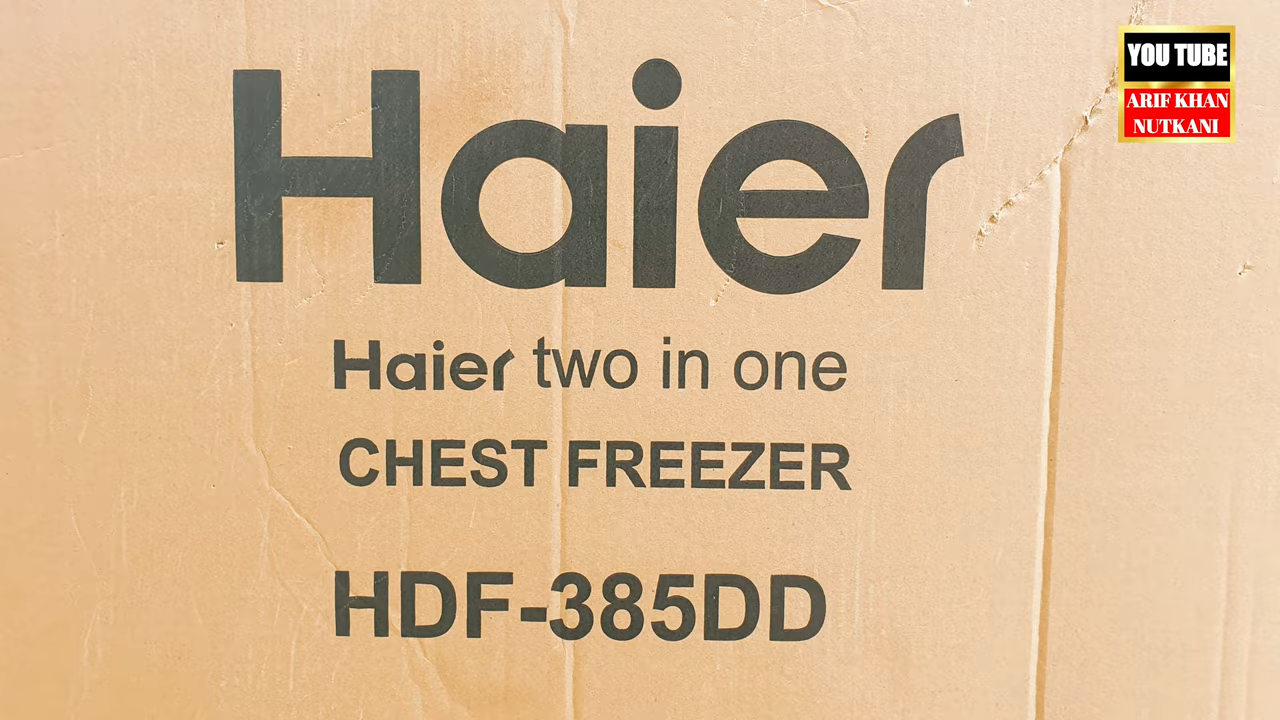 Haier
Haier two in one
CHEST FREEZER
HDF-385DD
YOU TUBE
ARIF KHAN
NUTKANI